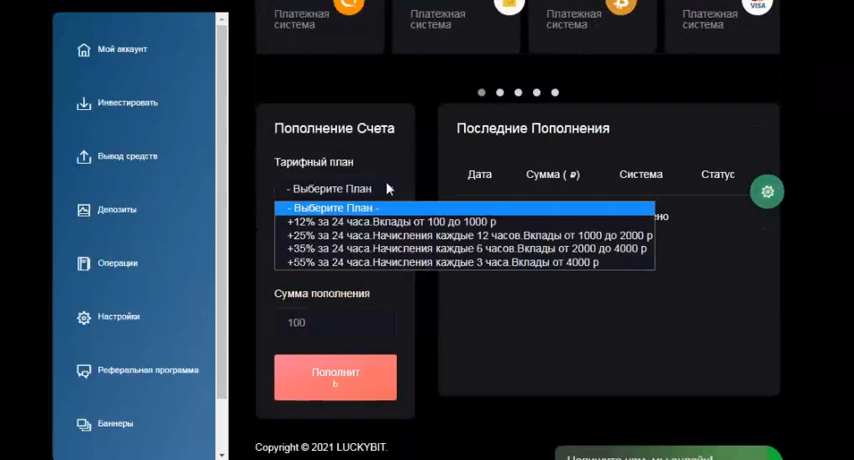 Платежная
система
Платежная
система
Платежная
система
Платежная
система
VISA
Мой аккаунт
Инвестировать
Вывод средств
Депозиты
Операции
Настройки
Реферальная программа
Баннеры
Пополнение Счета
Тарифный план
- Выберите План
- Выберите План -
+12% за 24 часа.Вклады от 100 до 1000 р
+25% за 24 часа.Начисления каждые 12 часов.Вклады от 1000 до 2000 р
+35% за 24 часа.Начисления каждые 6 часов.Вклады от 2000 до 4000 р
+55% за 24 часа.Начисления каждые 3 часа.Вклады от 4000 р
Сумма пополнения
100
Пополнит
ь
Последние Пополнения
Дата Сумма ( ₽) Система Статус
Copyright © 2021 LUCKYBIT.
Напишите нам, мы онлайн!